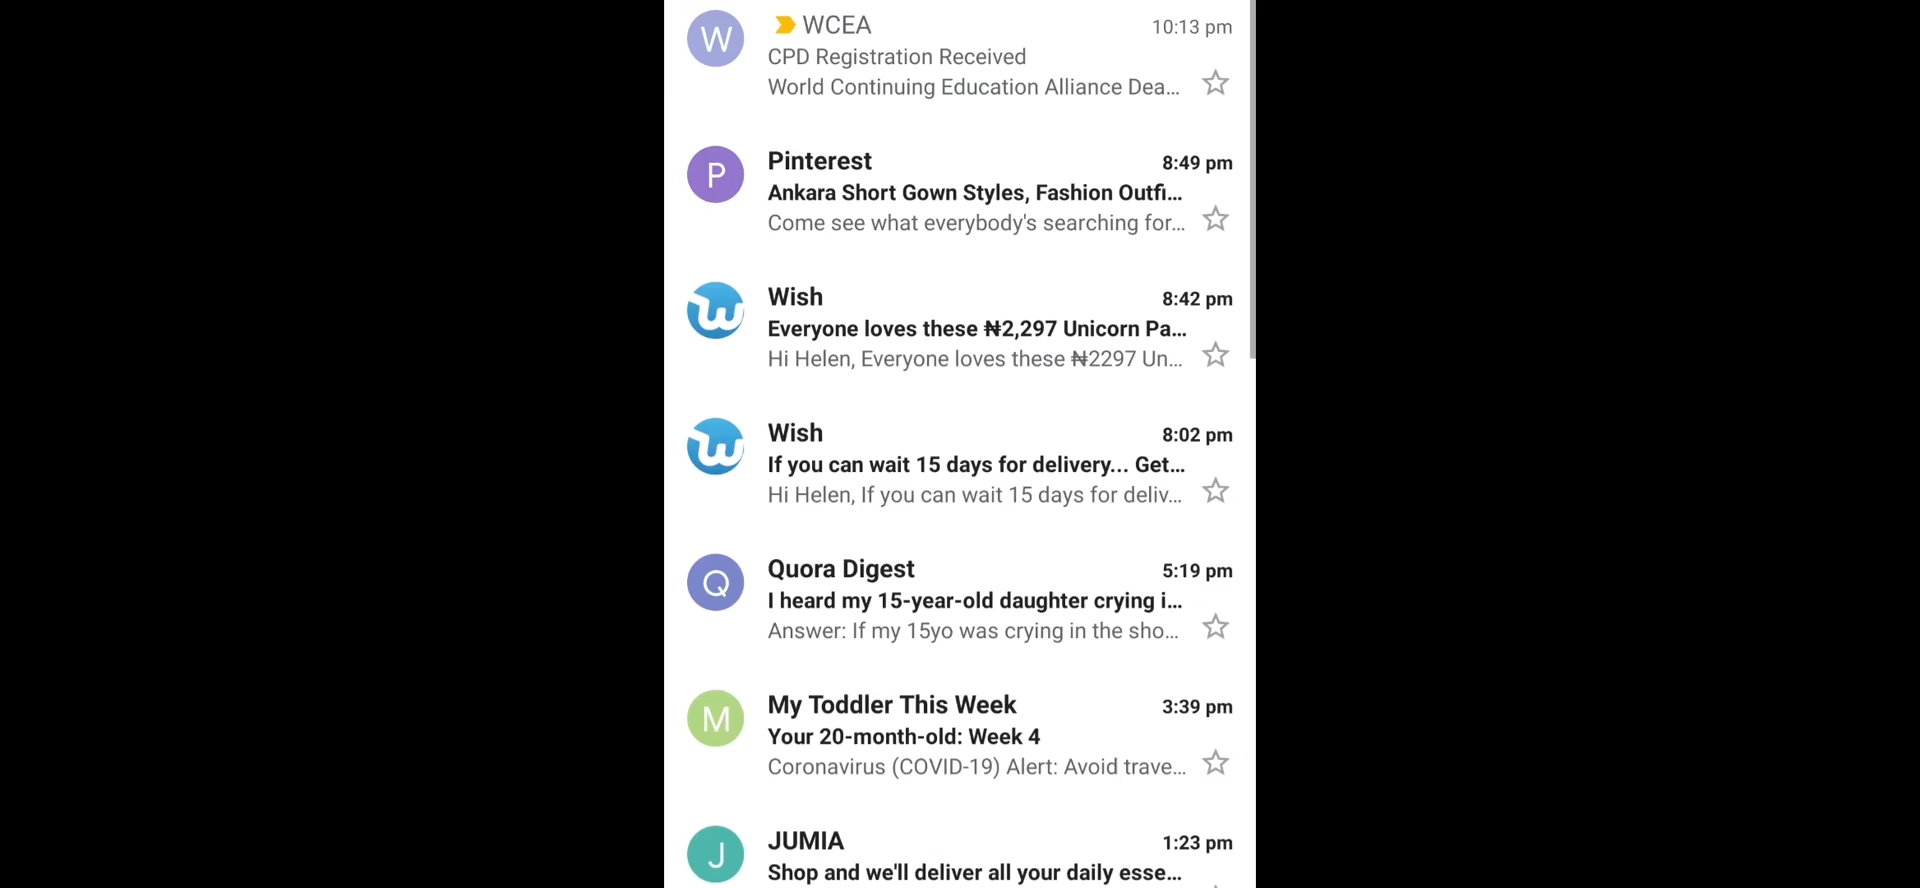 W
WCEA
10:13 pm
CPD Registration Received
World Continuing Education Alliance Dea...
P
Pinterest
8:49 pm
Ankara Short Gown Styles, Fashion Outfi...
Come see what everybody's searching for...
Wish
8:42 pm
Everyone loves these ₦2,297 Unicorn Pa...
Hi Helen, Everyone loves these ₦2297 Un...
Wish
8:02 pm
If you can wait 15 days for delivery... Get...
Hi Helen, If you can wait 15 days for deliv...
Q
Quora Digest
5:19 pm
I heard my 15-year-old daughter crying i...
Answer: If my 15yo was crying in the sho...
M
My Toddler This Week
3:39 pm
Your 20-month-old: Week 4
Coronavirus (COVID-19) Alert: Avoid trave...
J
JUMIA
1:23 pm
Shop and we'll deliver all your daily esse...